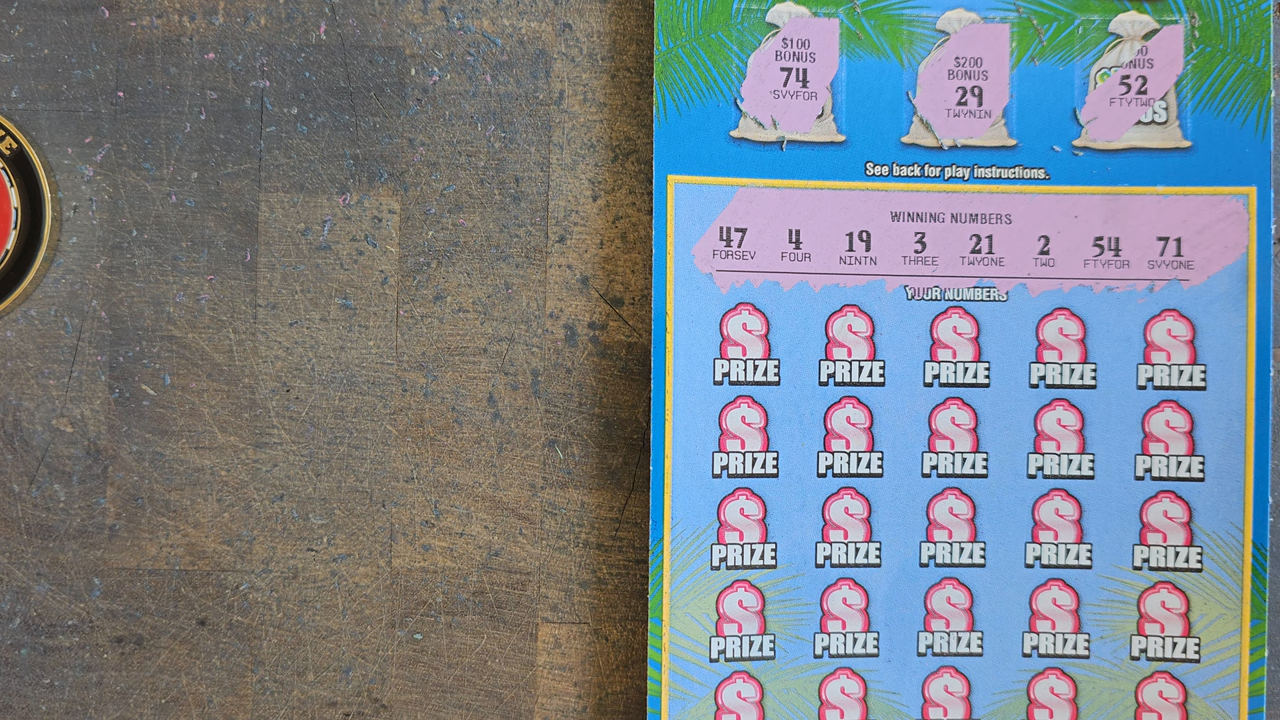 $100
BONUS
74
SVYFOR
$200
BONUS
29
TWYNIN
52
FTYTWO
See back for play instructions.
WINNING NUMBERS
47 4 19 3 21 2 54 71
FORSEV FOUR NINTN THREE TWYONE TWO FTYFOR SVYONE
YOUR NUMBERS
$ $ $ $ $
PRIZE PRIZE PRIZE PRIZE PRIZE
$ $ $ $ $
PRIZE PRIZE PRIZE PRIZE PRIZE
$ $ $ $ $
PRIZE PRIZE PRIZE PRIZE PRIZE
$ $ $ $ $
PRIZE PRIZE PRIZE PRIZE PRIZE
$ $ $ $ $